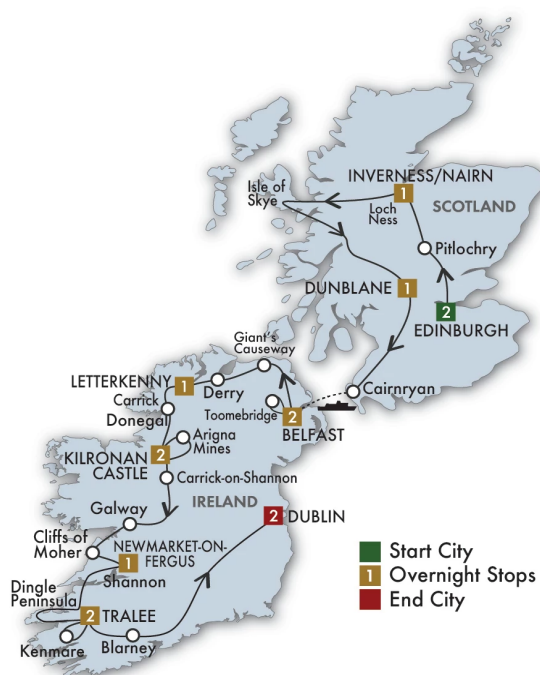 INVERNESS/NAIRN
1
Isle of
Skye
Loch
Ness
SCOTLAND
Pitlochry
DUNBLANE
1
2
EDINBURGH
Giant's
Causeway
LETTERKENNY
1
Derry
Cairnryan
Carrick
Donegal
Toomebridge
2
BELFAST
Arigna
Mines
KILRONAN
CASTLE
2
Carrick-on-Shannon
IRELAND
Galway
2
DUBLIN
Cliffs of
Moher
NEWMARKET-ON-
FERGUS
1
Shannon
Dingle
Peninsula
2
TRALEE
Kenmare
Blarney
Start City
1
Overnight Stops
End City